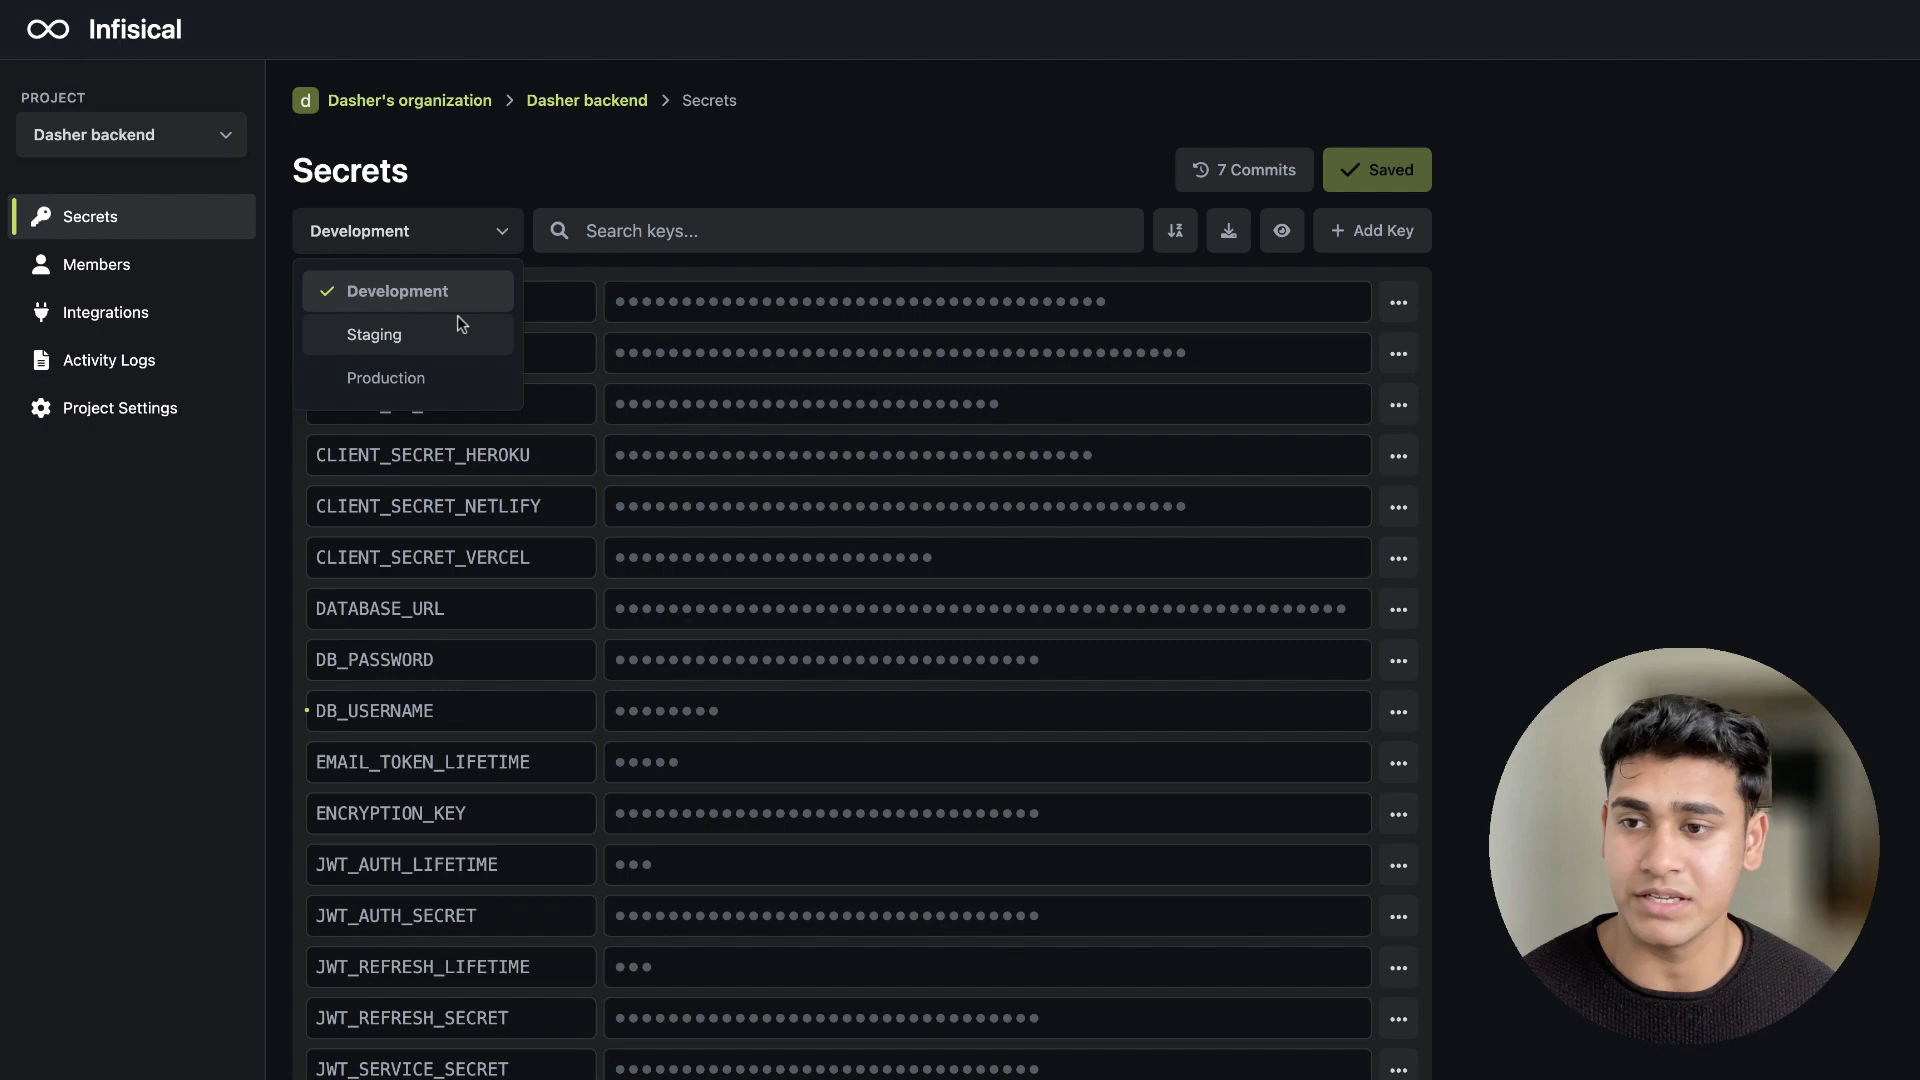 Infisical
PROJECT
Dasher backend
Secrets
Members
Integrations
Activity Logs
Project Settings
d Dasher's organization > Dasher backend > Secrets
Secrets
7 Commits
Saved
Development
Search keys...
+ Add Key
Development
Staging
Production
CLIENT_SECRET_HEROKU
CLIENT_SECRET_NETLIFY
CLIENT_SECRET_VERCEL
DATABASE_URL
DB_PASSWORD
DB_USERNAME
EMAIL_TOKEN_LIFETIME
ENCRYPTION_KEY
JWT_AUTH_LIFETIME
JWT_AUTH_SECRET
JWT_REFRESH_LIFETIME
JWT_REFRESH_SECRET
JWT_SERVICE_SECRET